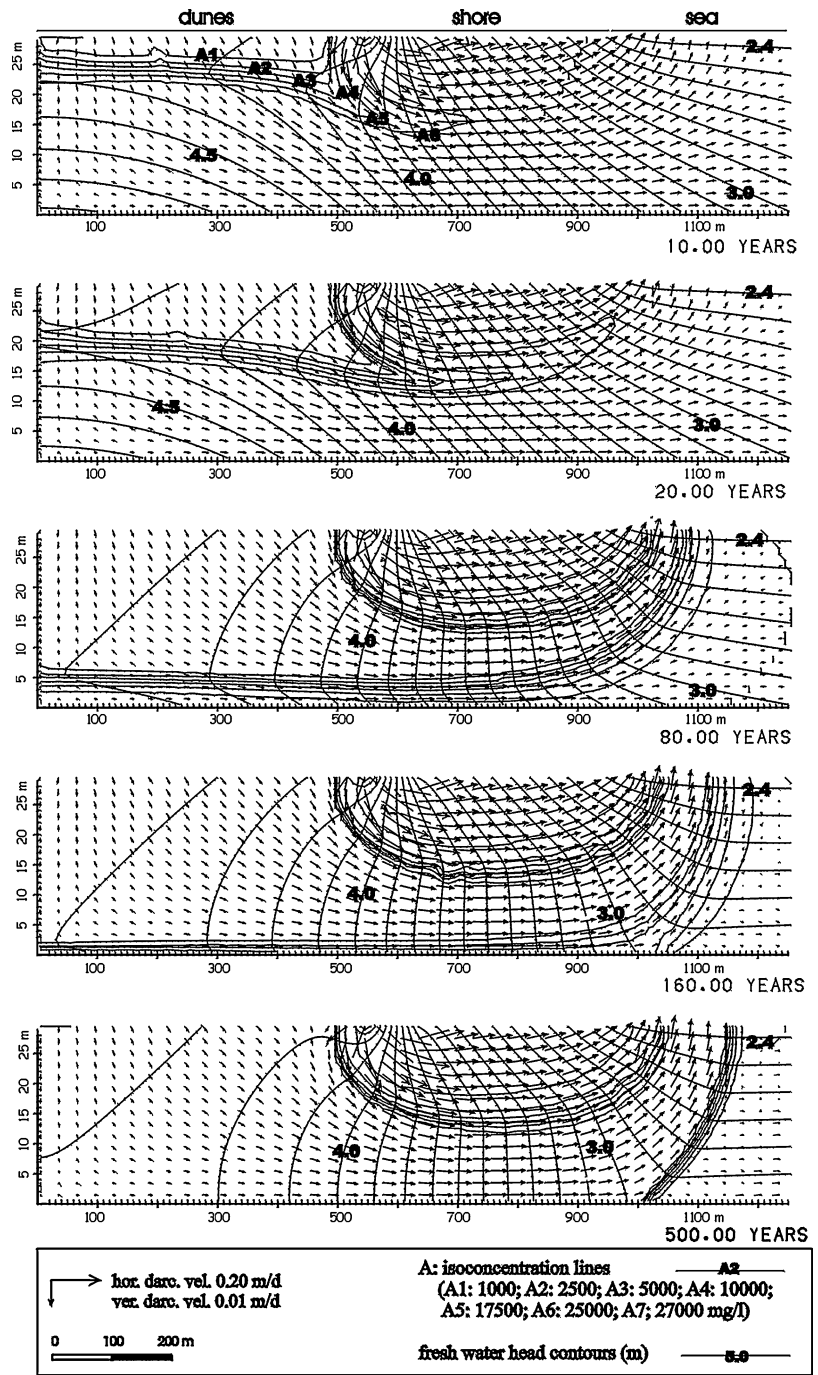 dunes shore sea
25 m 20 15 10 5
A1 A2 A3 A4 A5 A6 4.5 4.0 3.0 2.4
100 300 500 700 900 1100 m
10.00 YEARS
25 m 20 15 10 5
4.5 4.0 3.0 2.4
100 300 500 700 900 1100 m
20.00 YEARS
25 m 20 15 10 5
4.0 3.0 2.4
100 300 500 700 900 1100 m
80.00 YEARS
25 m 20 15 10 5
4.0 3.0 2.4
100 300 500 700 900 1100 m
160.00 YEARS
25 m 20 15 10 5
4.0 3.0 2.4
100 300 500 700 900 1100 m
500.00 YEARS
hor. darc. vel. 0.20 m/d
ver. darc. vel. 0.01 m/d
0 100 200 m
A: isoconcentration lines A2
(A1: 1000; A2: 2500; A3: 5000; A4: 10000;
A5: 17500; A6: 25000; A7; 27000 mg/l)
fresh water head contours (m) 5.0